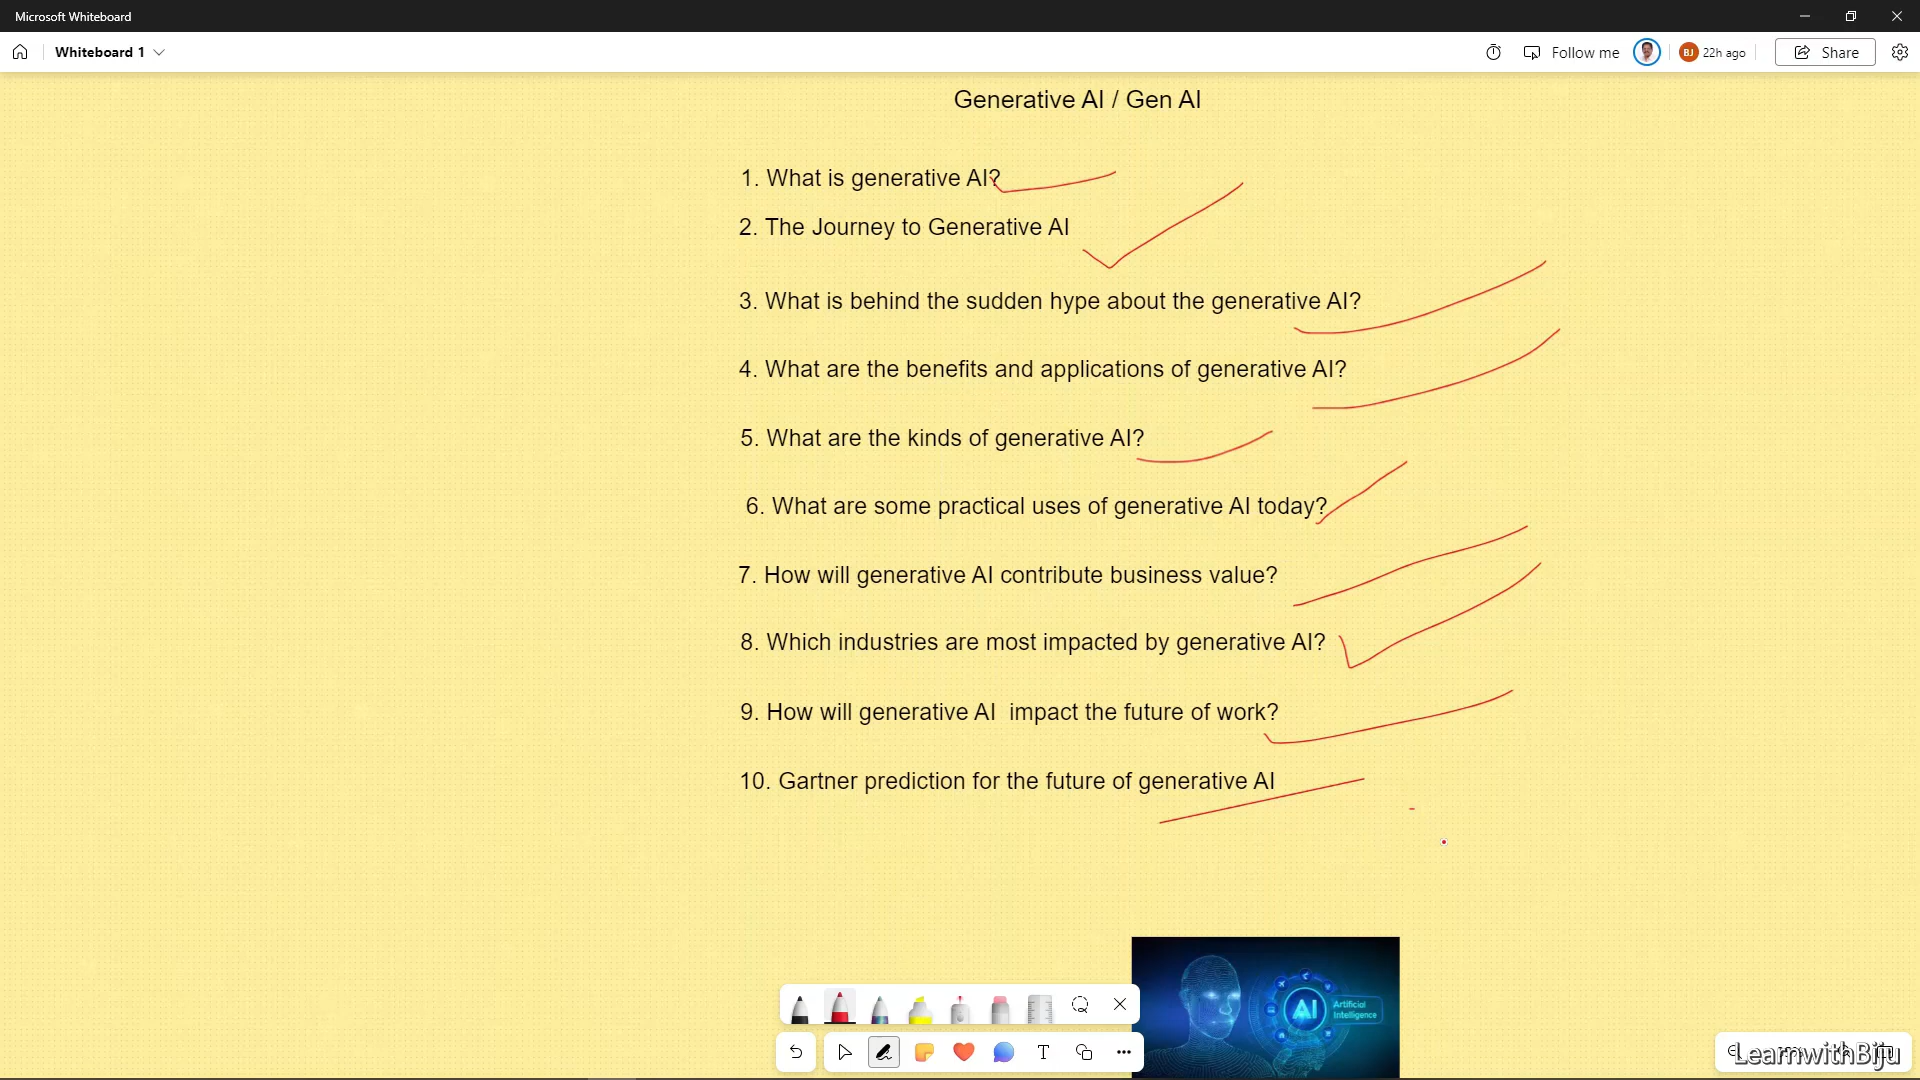 Microsoft Whiteboard
Whiteboard 1
Follow me
BJ
22h ago
Share
Generative AI / Gen AI
1. What is generative AI?
2. The Journey to Generative AI
3. What is behind the sudden hype about the generative AI?
4. What are the benefits and applications of generative AI?
5. What are the kinds of generative AI?
6. What are some practical uses of generative AI today?
7. How will generative AI contribute business value?
8. Which industries are most impacted by generative AI?
9. How will generative AI  impact the future of work?
10. Gartner prediction for the future of generative AI
AI
Artificial
Intelligence
LearnwithBiju